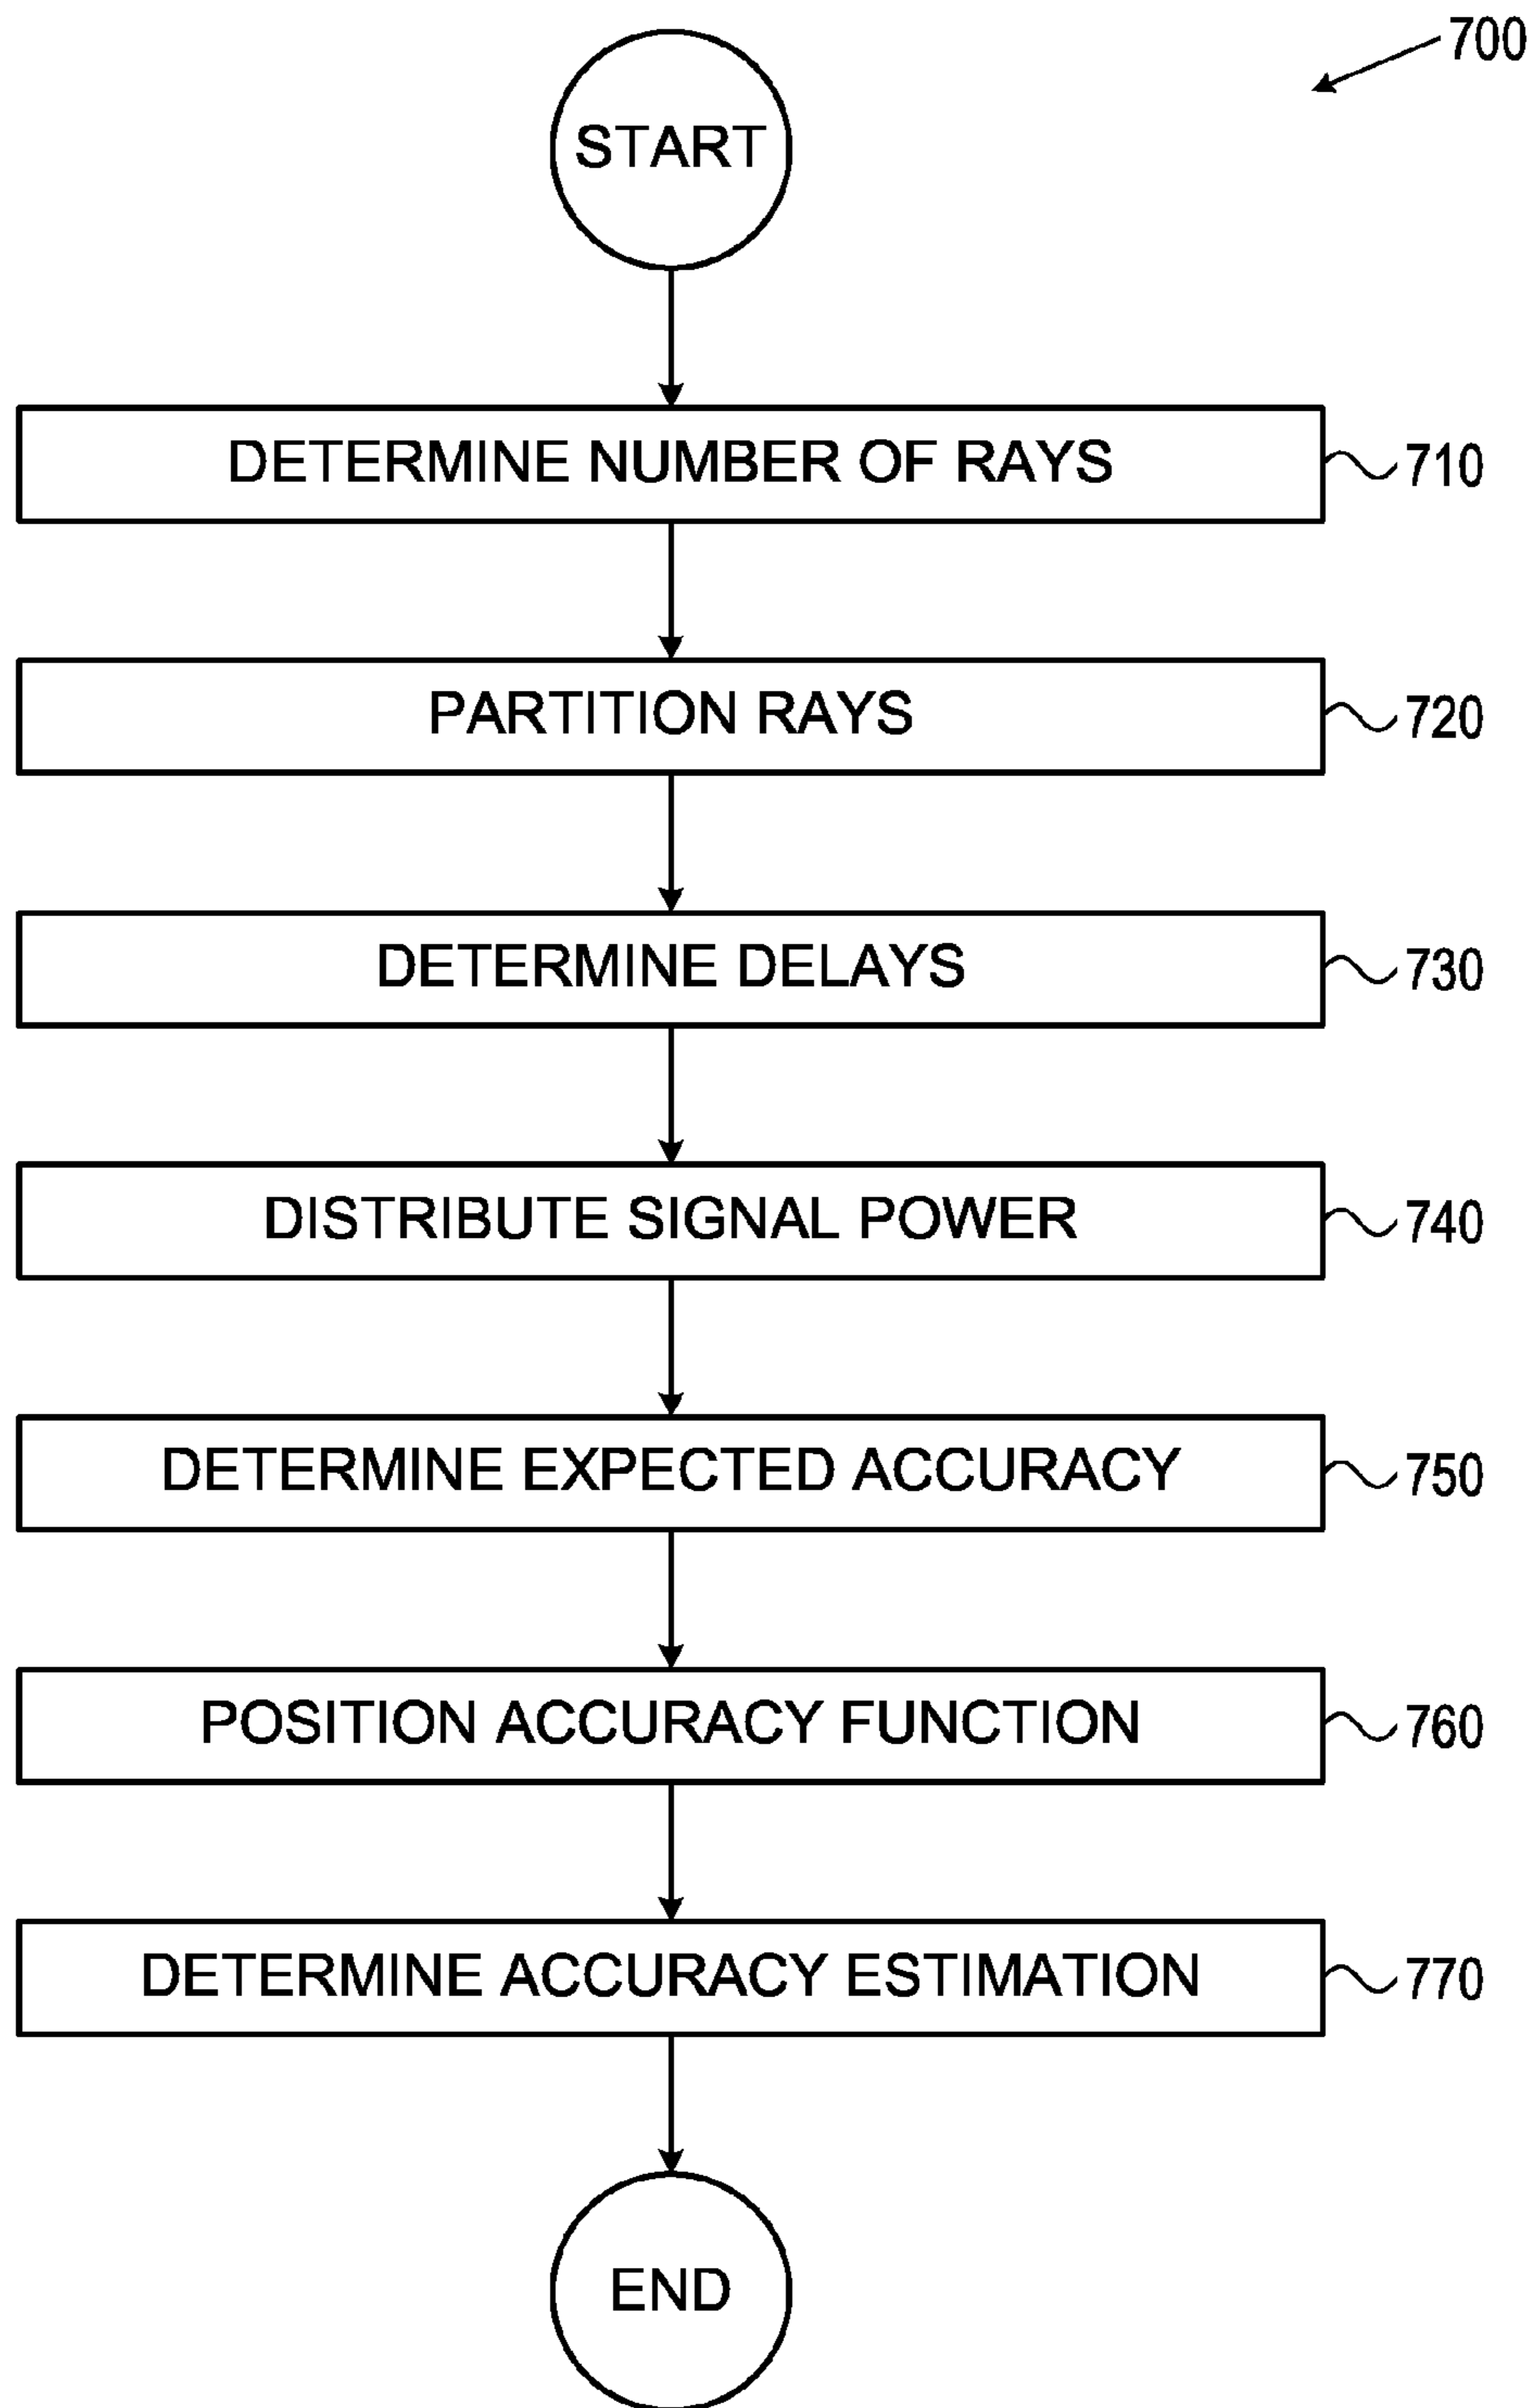 700
START
DETERMINE NUMBER OF RAYS
710
PARTITION RAYS
720
DETERMINE DELAYS
730
DISTRIBUTE SIGNAL POWER
740
DETERMINE EXPECTED ACCURACY
750
POSITION ACCURACY FUNCTION
760
DETERMINE ACCURACY ESTIMATION
770
END